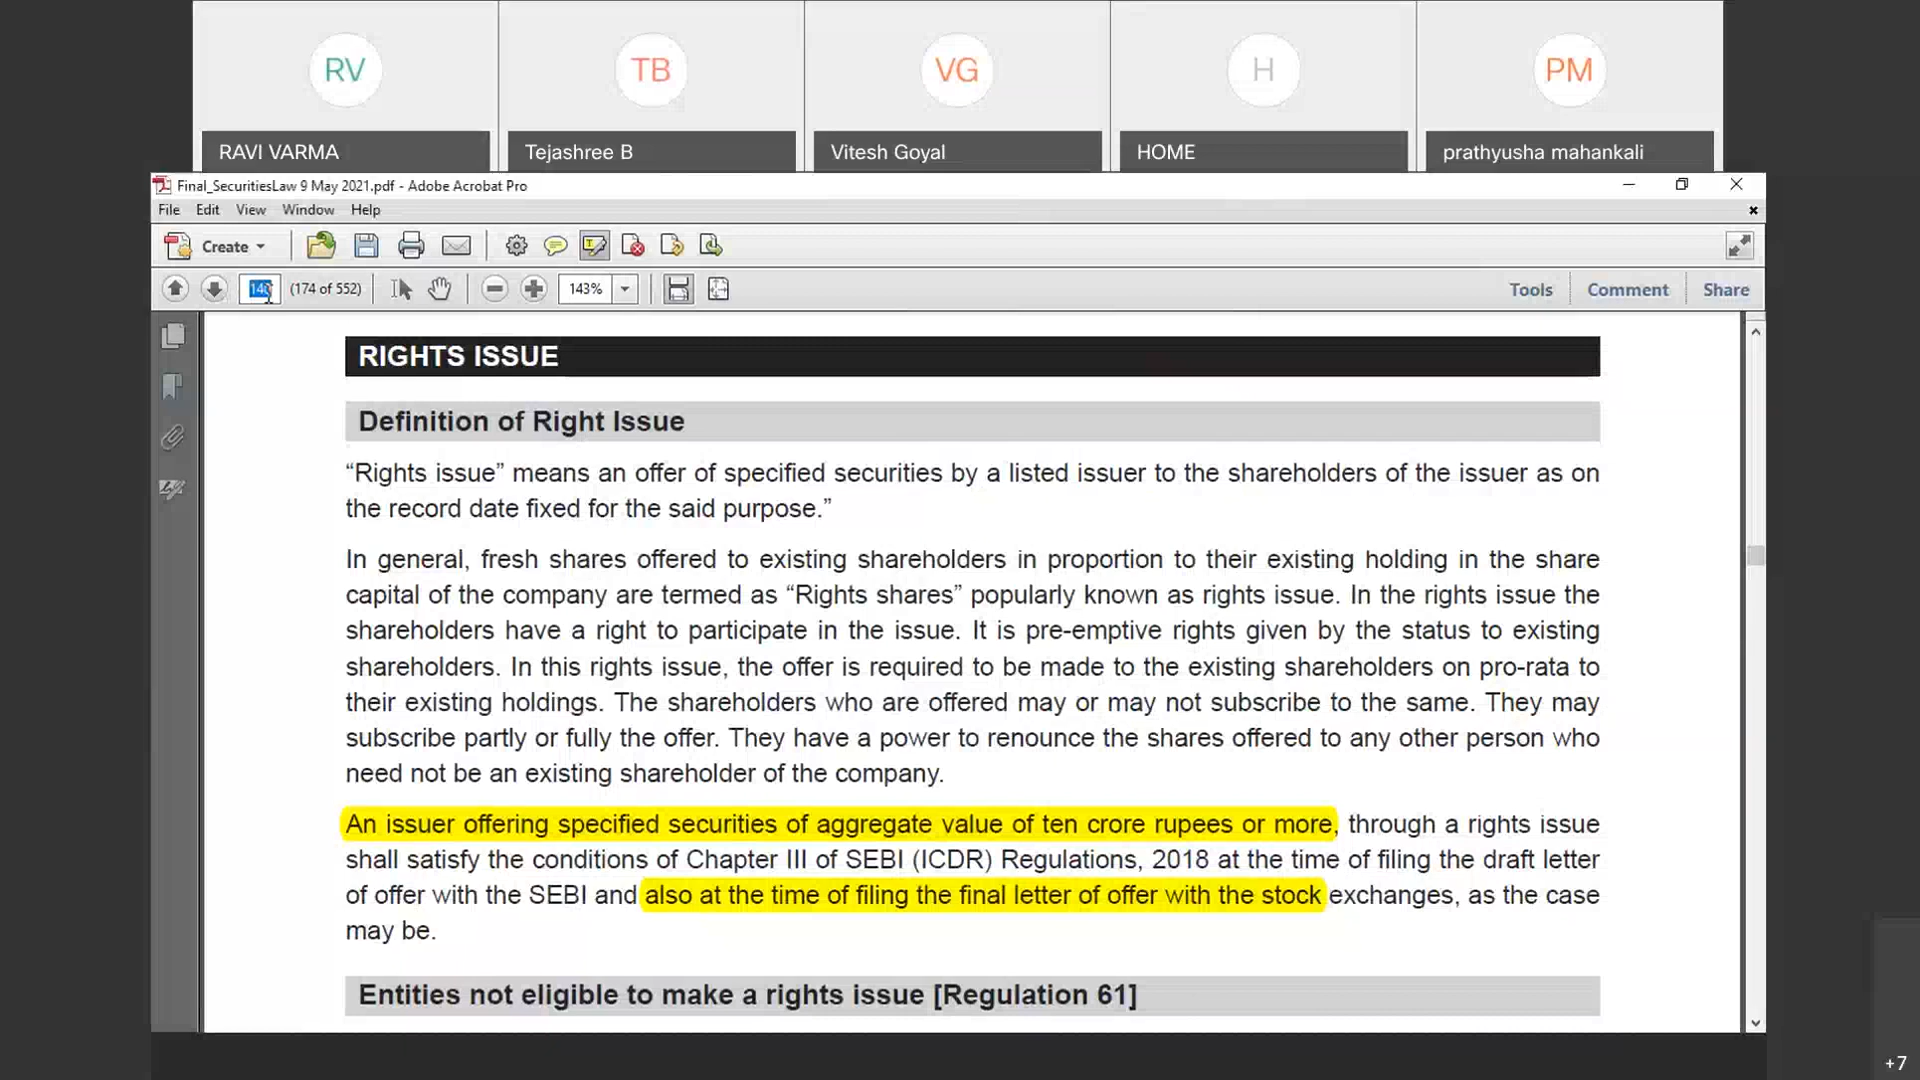 RV
TB
VG
H
PM
RAVI VARMA
Tejashree B
Vitesh Goyal
HOME
prathyusha mahankali
Final_SecuritiesLaw 9 May 2021.pdf - Adobe Acrobat Pro
File Edit View Window Help
Create
(174 of 552)
143%
Tools Comment Share
RIGHTS ISSUE
Definition of Right Issue
“Rights issue” means an offer of specified securities by a listed issuer to the shareholders of the issuer as on
the record date fixed for the said purpose.”
In general, fresh shares offered to existing shareholders in proportion to their existing holding in the share
capital of the company are termed as “Rights shares” popularly known as rights issue. In the rights issue the
shareholders have a right to participate in the issue. It is pre-emptive rights given by the status to existing
shareholders. In this rights issue, the offer is required to be made to the existing shareholders on pro-rata to
their existing holdings. The shareholders who are offered may or may not subscribe to the same. They may
subscribe partly or fully the offer. They have a power to renounce the shares offered to any other person who
need not be an existing shareholder of the company.
An issuer offering specified securities of aggregate value of ten crore rupees or more, through a rights issue
shall satisfy the conditions of Chapter III of SEBI (ICDR) Regulations, 2018 at the time of filing the draft letter
of offer with the SEBI and also at the time of filing the final letter of offer with the stock exchanges, as the case
may be.
Entities not eligible to make a rights issue [Regulation 61]
+7